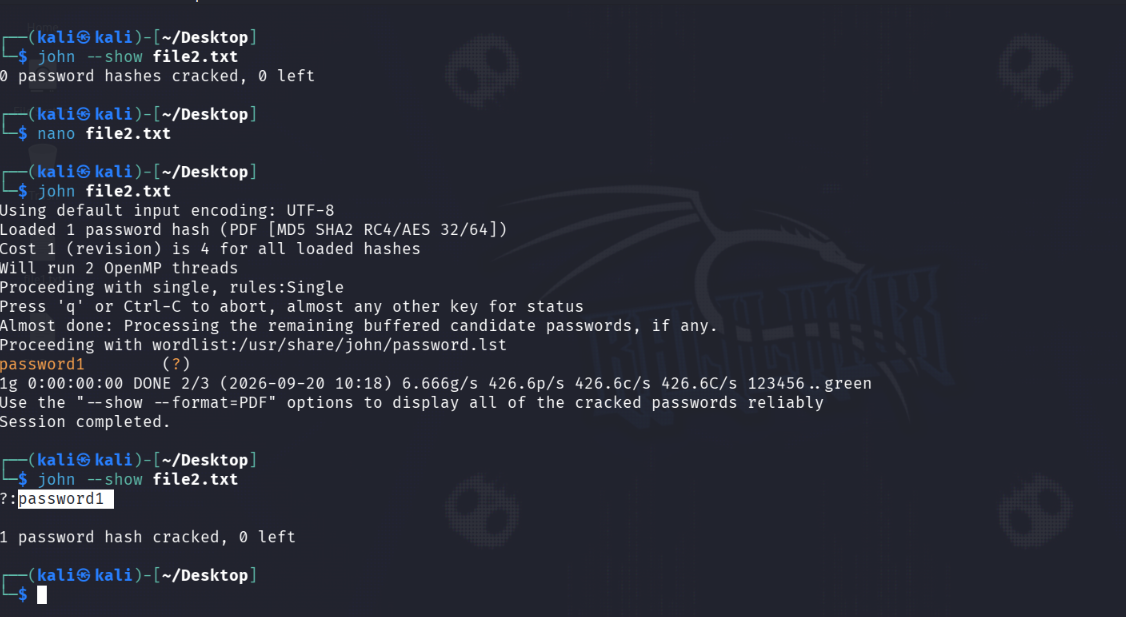 ┌──(kali㉿kali)-[~/Desktop]
└─$ john --show file2.txt
0 password hashes cracked, 0 left
┌──(kali㉿kali)-[~/Desktop]
└─$ nano file2.txt
┌──(kali㉿kali)-[~/Desktop]
└─$ john file2.txt
Using default input encoding: UTF-8
Loaded 1 password hash (PDF [MD5 SHA2 RC4/AES 32/64])
Cost 1 (revision) is 4 for all loaded hashes
Will run 2 OpenMP threads
Proceeding with single, rules:Single
Press 'q' or Ctrl-C to abort, almost any other key for status
Almost done: Processing the remaining buffered candidate passwords, if any.
Proceeding with wordlist:/usr/share/john/password.lst
password1        (?)
1g 0:00:00:00 DONE 2/3 (2026-09-20 10:18) 6.666g/s 426.6p/s 426.6c/s 426.6C/s 123456..green
Use the "--show --format=PDF" options to display all of the cracked passwords reliably
Session completed.
┌──(kali㉿kali)-[~/Desktop]
└─$ john --show file2.txt
?:password1
1 password hash cracked, 0 left
┌──(kali㉿kali)-[~/Desktop]
└─$